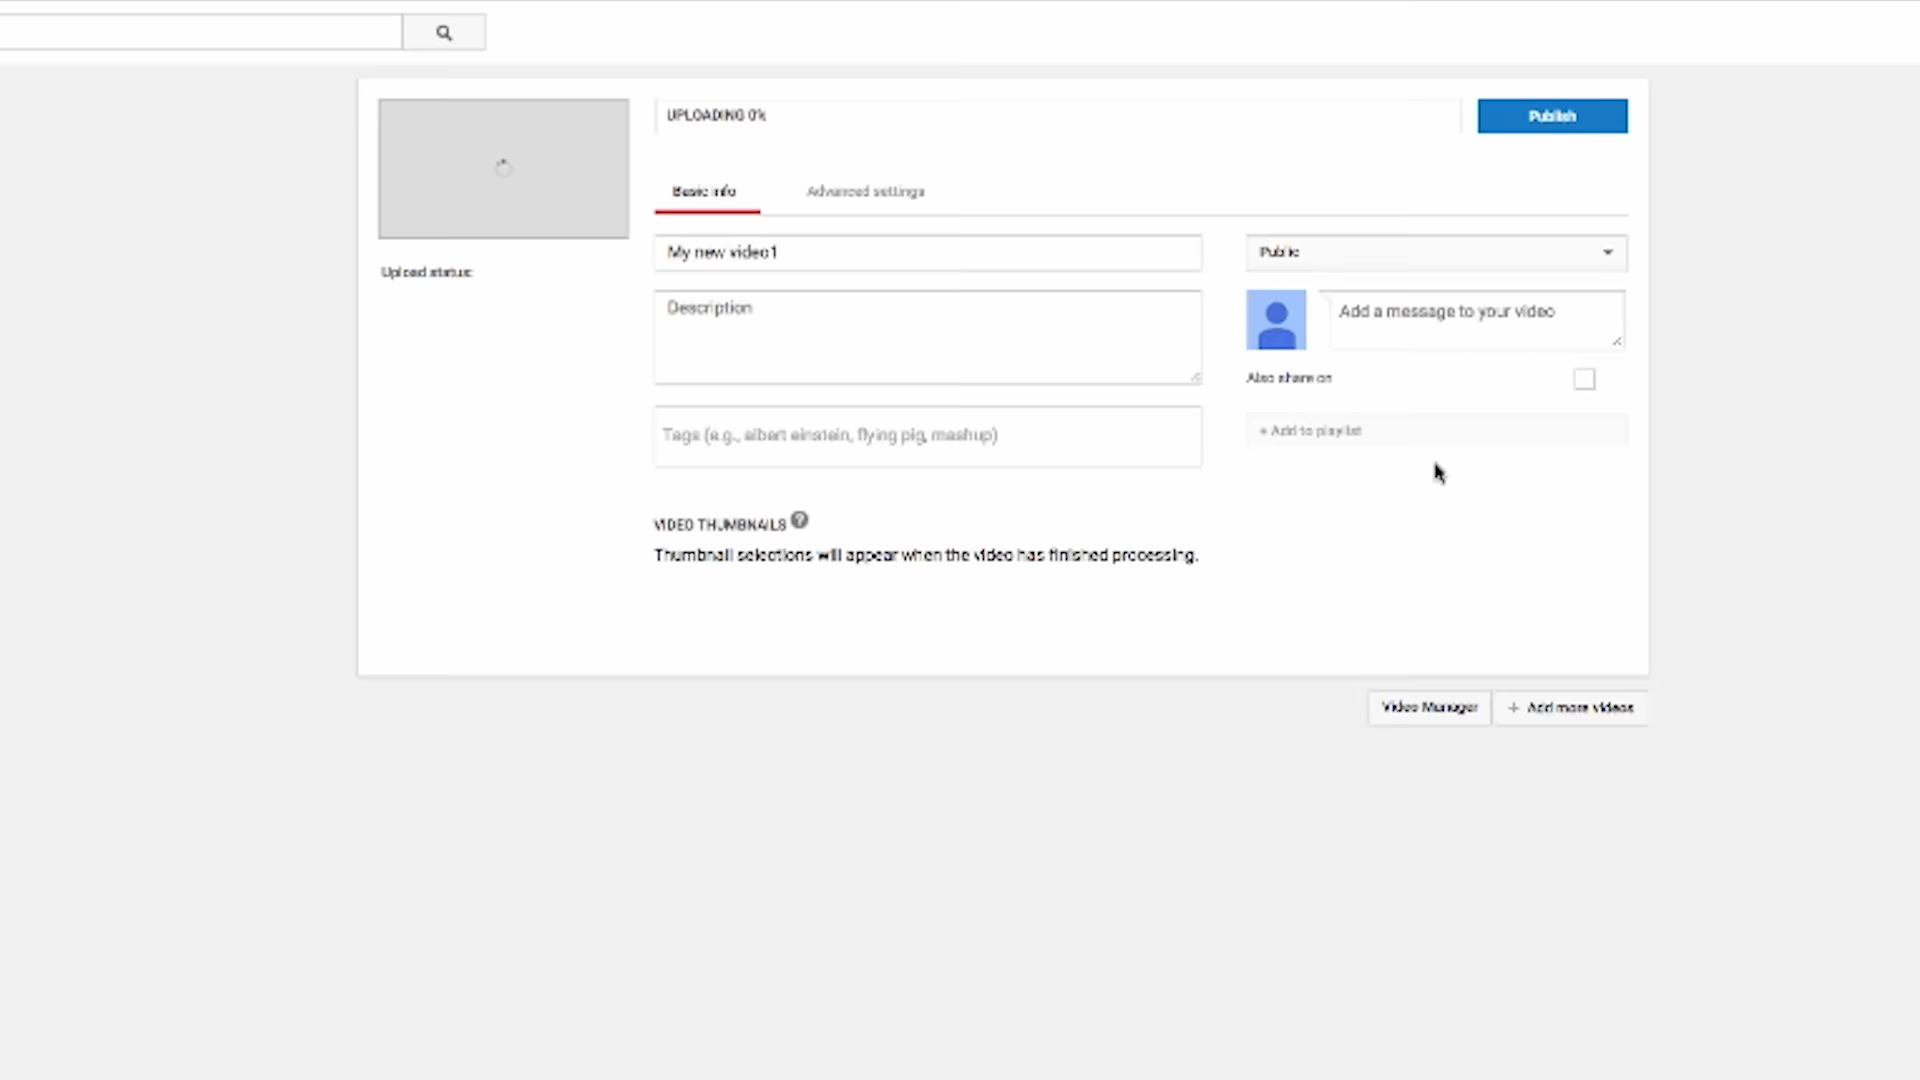 UPLOADING 0%
Publish
Basic info
Advanced settings
My new video1
Public
Upload status:
Description
Add a message to your video
Also share on
+ Add to playlist
Tags (e.g., albert einstein, flying pig, mashup)
VIDEO THUMBNAILS ?
Thumbnail selections will appear when the video has finished processing.
Video Manager
+ Add more videos